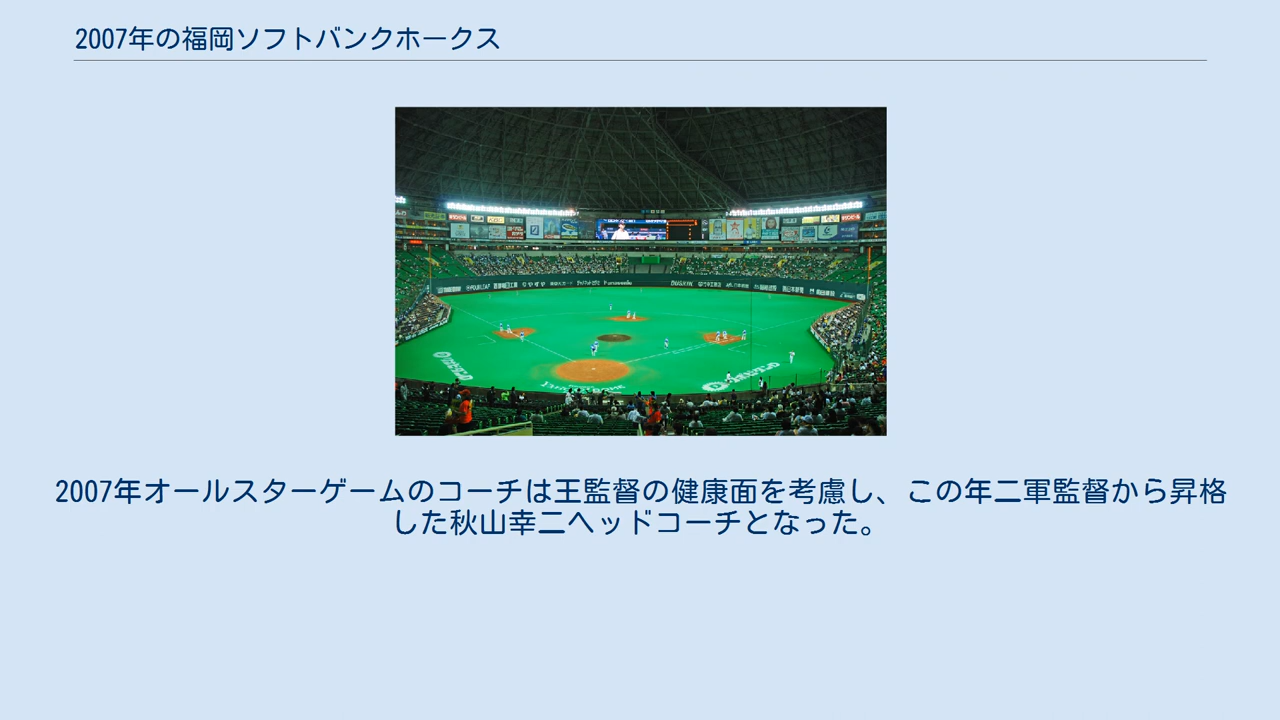 2007年の福岡ソフトバンクホークス
2007年オールスターゲームのコーチは王監督の健康面を考慮し、この年二軍監督から昇格
した秋山幸二ヘッドコーチとなった。